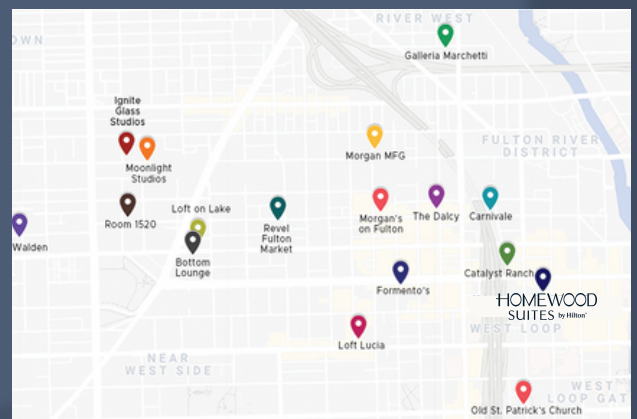 RIVER WEST
OWN
Galleria Marchetti
Ignite
Glass
Studios
Moonlight
Studios
Morgan MFG
FULTON RIVER
DISTRICT
Room 1520
Loft on Lake
Revel
Fulton
Market
Morgan's
on Fulton
The Dalcy
Carnivale
Walden
Bottom
Lounge
Formento's
Catalyst Ranch
HOMEWOOD
SUITES by Hilton
WEST LOOP
Loft Lucia
NEAR
WEST SIDE
WEST
LOOP GAT
Old St. Patrick's Church